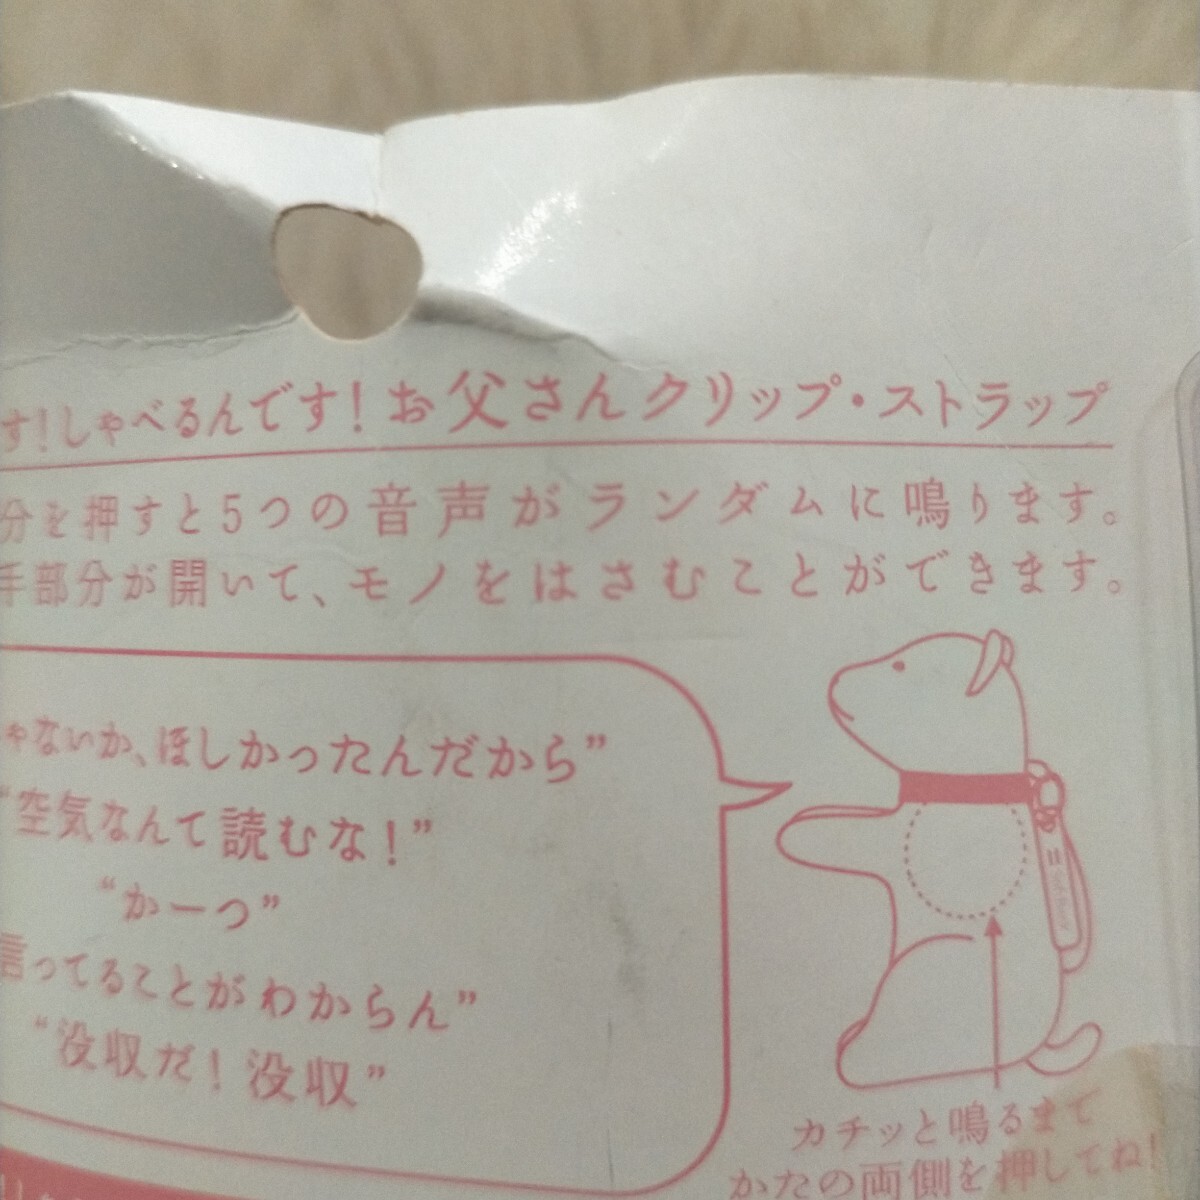 す!しゃべるんです!お父さんクリップ・ストラップ
分を押すと5つの音声がランダムに鳴ります。
手部分が開いて、モノをはさむことができます。
ゃないか、ほしかったんだから”
“空気なんて読むな!”
“かーつ”
言ってることがわからん”
“没収だ!没収”
カチッと鳴るまで
かたの両側を押してね!